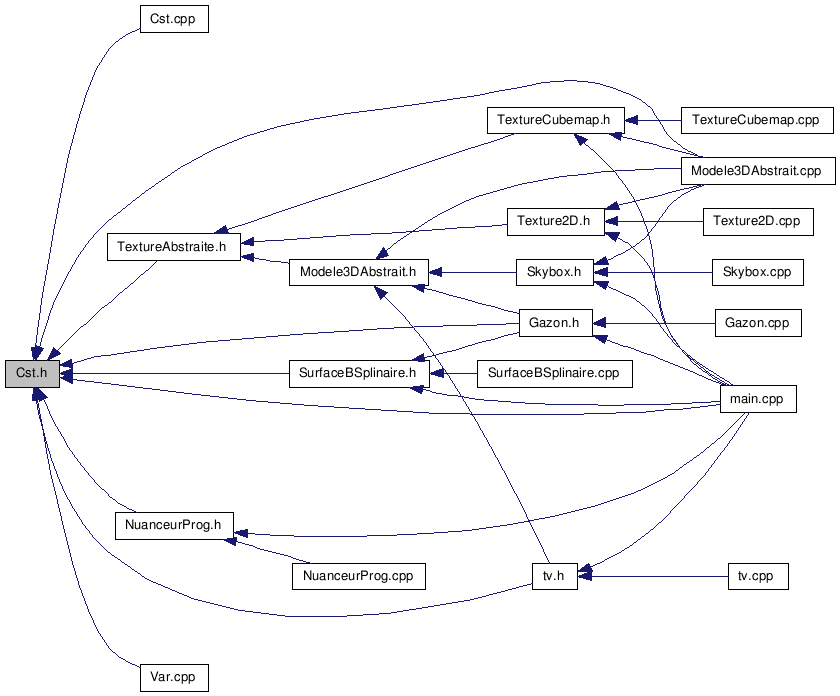 Cst.cpp
TextureCubemap.h
TextureCubemap.cpp
Modele3DAbstrait.cpp
Texture2D.h
Texture2D.cpp
TextureAbstraite.h
Modele3DAbstrait.h
Skybox.h
Skybox.cpp
Gazon.h
Gazon.cpp
Cst.h
SurfaceBSplinaire.h
SurfaceBSplinaire.cpp
main.cpp
NuanceurProg.h
NuanceurProg.cpp
tv.h
tv.cpp
Var.cpp